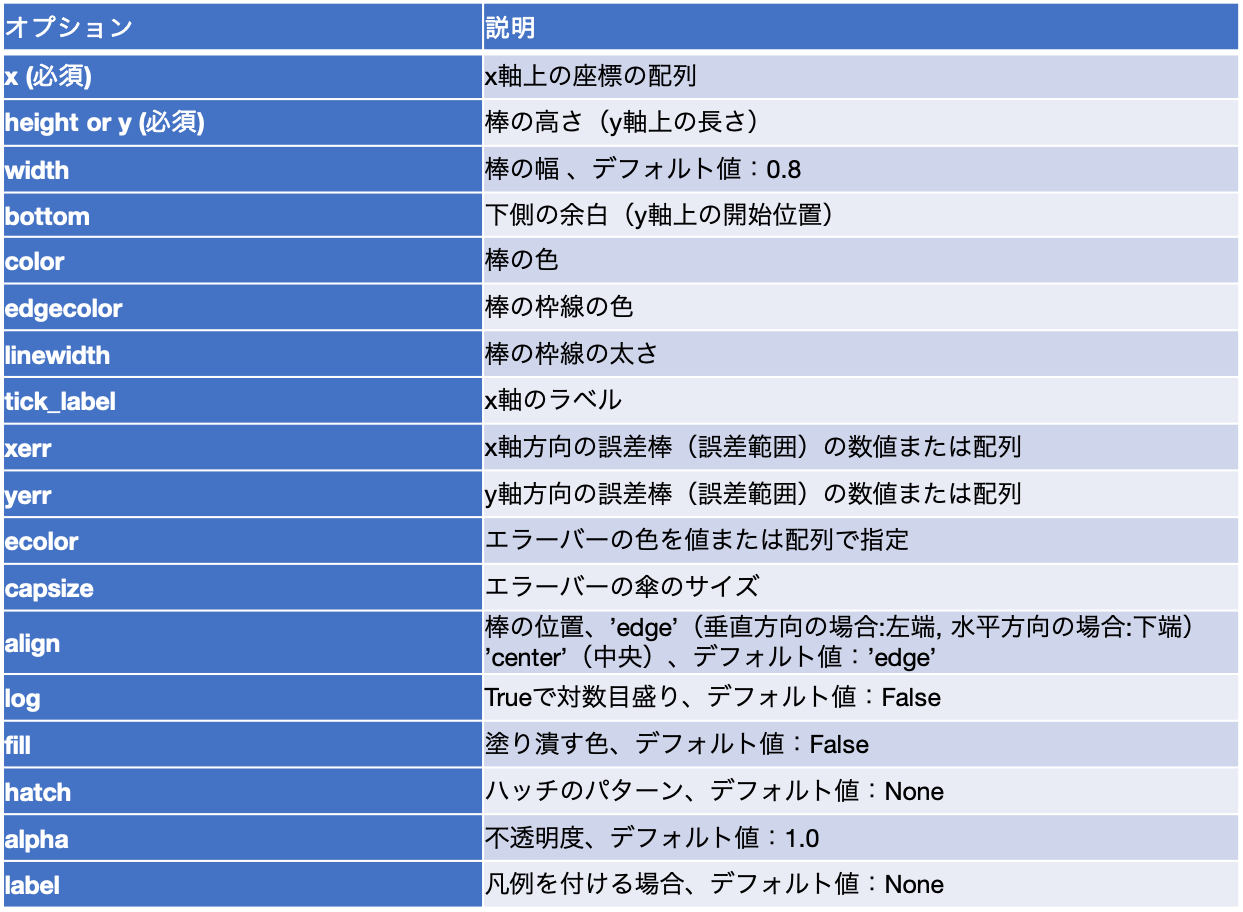 オプション 説明
x (必須) x軸上の座標の配列
height or y (必須) 棒の高さ（y軸上の長さ）
width 棒の幅 、デフォルト値：0.8
bottom 下側の余白（y軸上の開始位置）
color 棒の色
edgecolor 棒の枠線の色
linewidth 棒の枠線の太さ
tick_label x軸のラベル
xerr x軸方向の誤差棒（誤差範囲）の数値または配列
yerr y軸方向の誤差棒（誤差範囲）の数値または配列
ecolor エラーバーの色を値または配列で指定
capsize エラーバーの傘のサイズ
align 棒の位置、’edge’（垂直方向の場合:左端, 水平方向の場合:下端）
’center’（中央）、デフォルト値：’edge’
log Trueで対数目盛り、デフォルト値：False
fill 塗り潰す色、デフォルト値：False
hatch ハッチのパターン、デフォルト値：None
alpha 不透明度、デフォルト値：1.0
label 凡例を付ける場合、デフォルト値：None